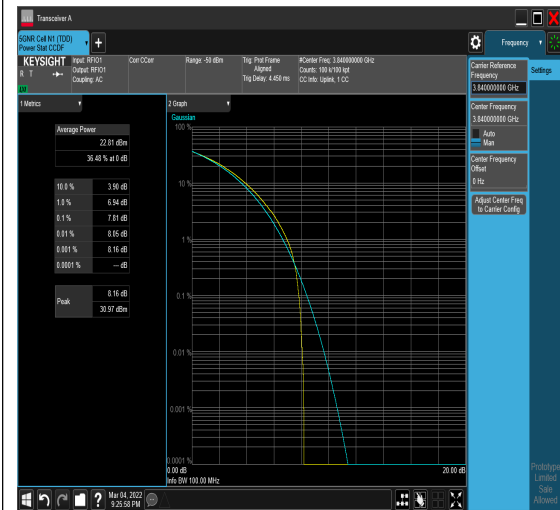 Transceiver A
5GNR Cell N1 (TDD)
Power Stat CCDF
Frequency
KEYSIGHT
R T
LXI
Input: RFIO1
Output: RFIO1
Coupling: AC
Corr CCorr
Range: -50 dBm
Trig: Prdt Frame
Aligned
Trig Delay: 4.450 ms
#Center Freq: 3.840000000 GHz
Counts: 100 k/100 kpt
CC Info: Uplink, 1 CC
Carrier Reference
Frequency
3.840000000 GHz
Settings
Center Frequency
3.840000000 GHz
Auto
Man
Center Frequency
Offset
0 Hz
Adjust Center Freq
to Carrier Config
1 Metrics
Average Power
22.81 dBm
36.48 % at 0 dB
10.0 % 3.90 dB
1.0 % 6.94 dB
0.1 % 7.81 dB
0.01 % 8.05 dB
0.001 % 8.16 dB
0.0001 % --- dB
Peak
8.16 dB
30.97 dBm
2 Graph
Gaussian
100 %
10 %
1 %
0.1 %
0.01 %
0.001 %
0.0001 %
0.00 dB
20.00 dB
Info BW 100.00 MHz
Prototype
Limited
Sale
Allowed
Mar 04, 2022
9:25:58 PM